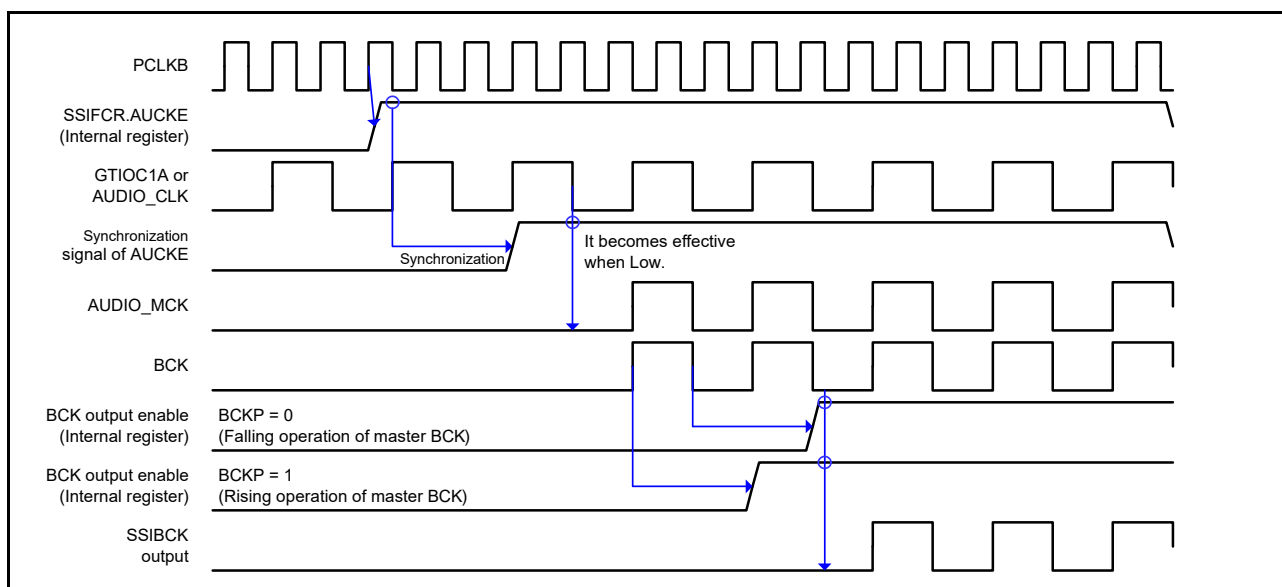 PCLKB
SSIFCR.AUCKE
(Internal register)
GTIOC1A or
AUDIO_CLK
Synchronization
signal of AUCKE
Synchronization
It becomes effective
when Low.
AUDIO_MCK
BCK
BCK output enable
(Internal register)
BCKP = 0
(Falling operation of master BCK)
BCK output enable
(Internal register)
BCKP = 1
(Rising operation of master BCK)
SSIBCK
output